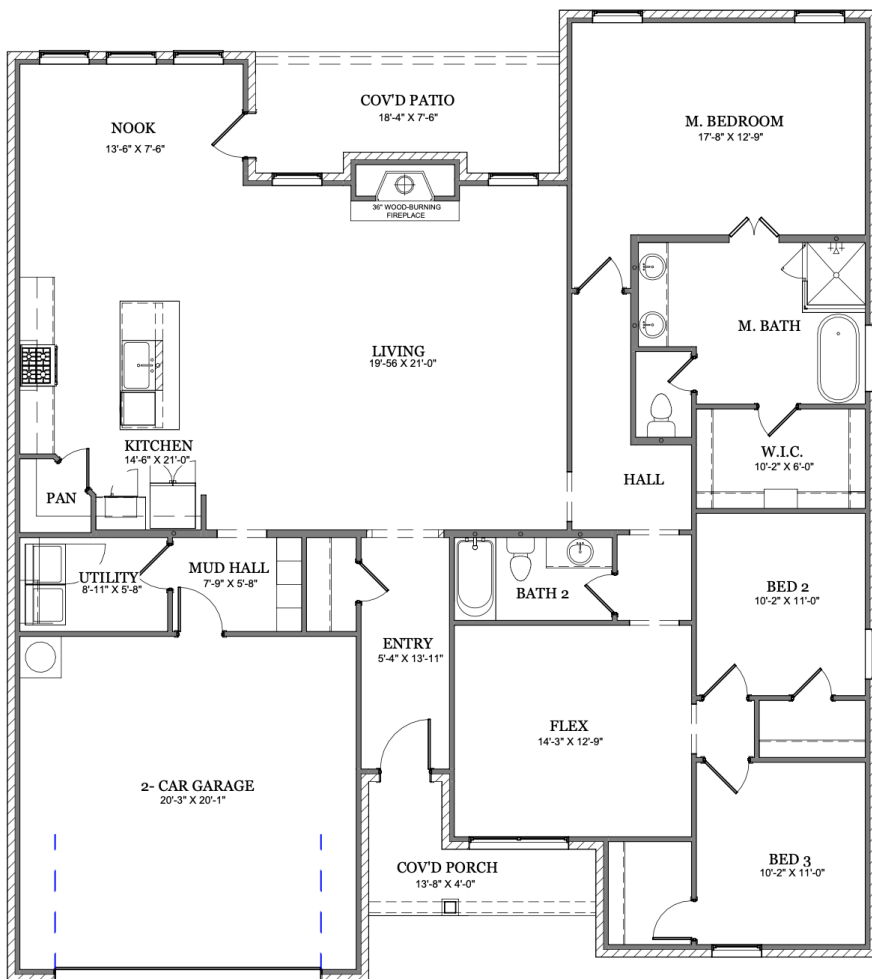 COV'D PATIO
18'-4" X 7'-6"
M. BEDROOM
17'-8" X 12'-9"
NOOK
13'-6" X 7'-6"
36" WOOD-BURNING
FIREPLACE
M. BATH
LIVING
19'-56 X 21'-0"
KITCHEN
14'-6" X 21'-0"
W.I.C.
10'-2" X 6'-0"
HALL
PAN
UTILITY
8'-11" X 5'-8"
MUD HALL
7'-9" X 5'-8"
BATH 2
BED 2
10'-2" X 11'-0"
ENTRY
5'-4" X 13'-11"
FLEX
14'-3" X 12'-9"
2- CAR GARAGE
20'-3" X 20'-1"
COV'D PORCH
13'-8" X 4'-0"
BED 3
10'-2" X 11'-0"